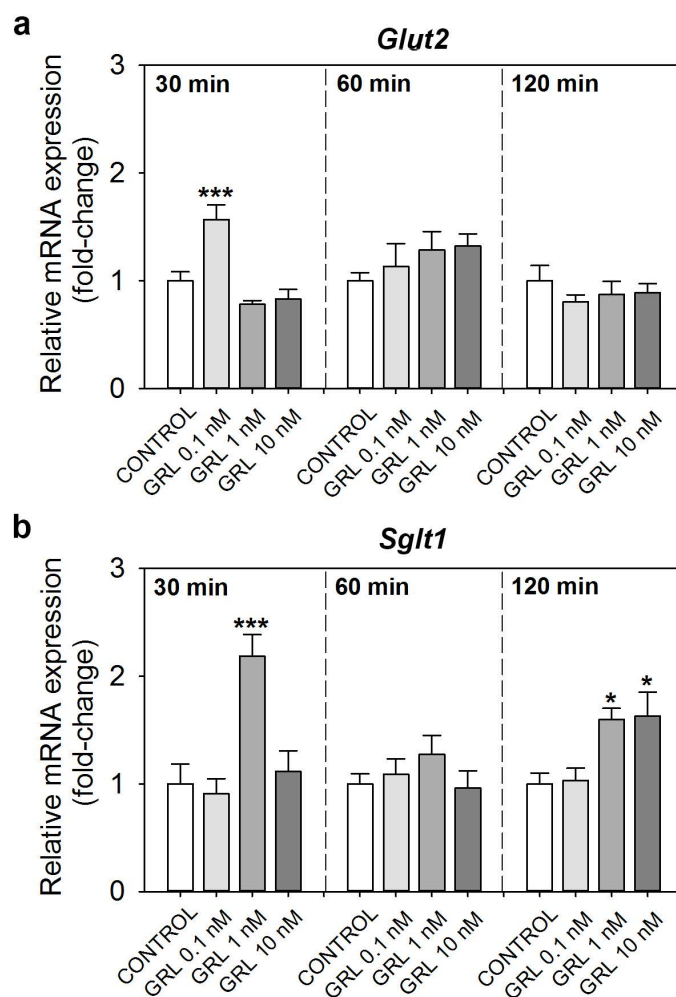 a
Glut2
Relative mRNA expression
(fold-change)
3
2
1
0
30 min
60 min
120 min
***
CONTROL
GRL 0.1 nM
GRL 1 nM
GRL 10 nM
CONTROL
GRL 0.1 nM
GRL 1 nM
GRL 10 nM
CONTROL
GRL 0.1 nM
GRL 1 nM
GRL 10 nM
b
Sglt1
Relative mRNA expression
(fold-change)
3
2
1
0
30 min
60 min
120 min
***
*
*
CONTROL
GRL 0.1 nM
GRL 1 nM
GRL 10 nM
CONTROL
GRL 0.1 nM
GRL 1 nM
GRL 10 nM
CONTROL
GRL 0.1 nM
GRL 1 nM
GRL 10 nM